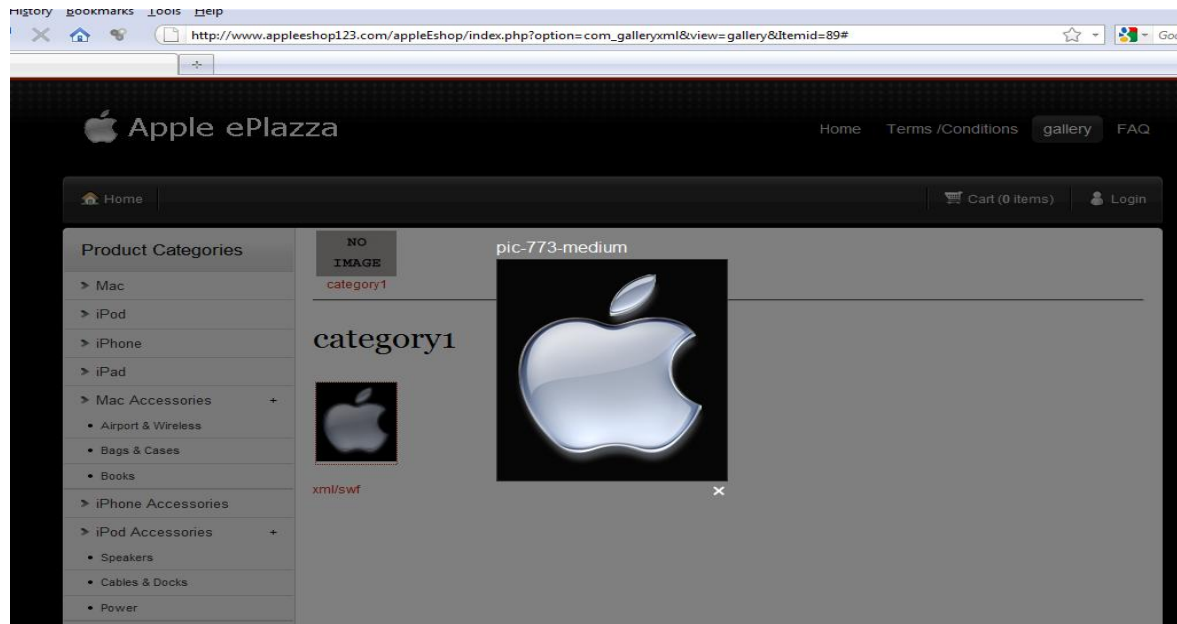 History Bookmarks Tools Help
http://www.appleeshop123.com/appleEshop/index.php?option=com_galleryxml&view=gallery&Itemid=89#
Apple ePlazza
Home Terms /Conditions gallery FAQ
Home
Cart (0 items) Login
Product Categories
Mac
iPod
iPhone
iPad
Mac Accessories +
Airport & Wireless
Bags & Cases
Books
iPhone Accessories
iPod Accessories +
Speakers
Cables & Docks
Power
NO
IMAGE
category1
category1
xml/swf
pic-773-medium